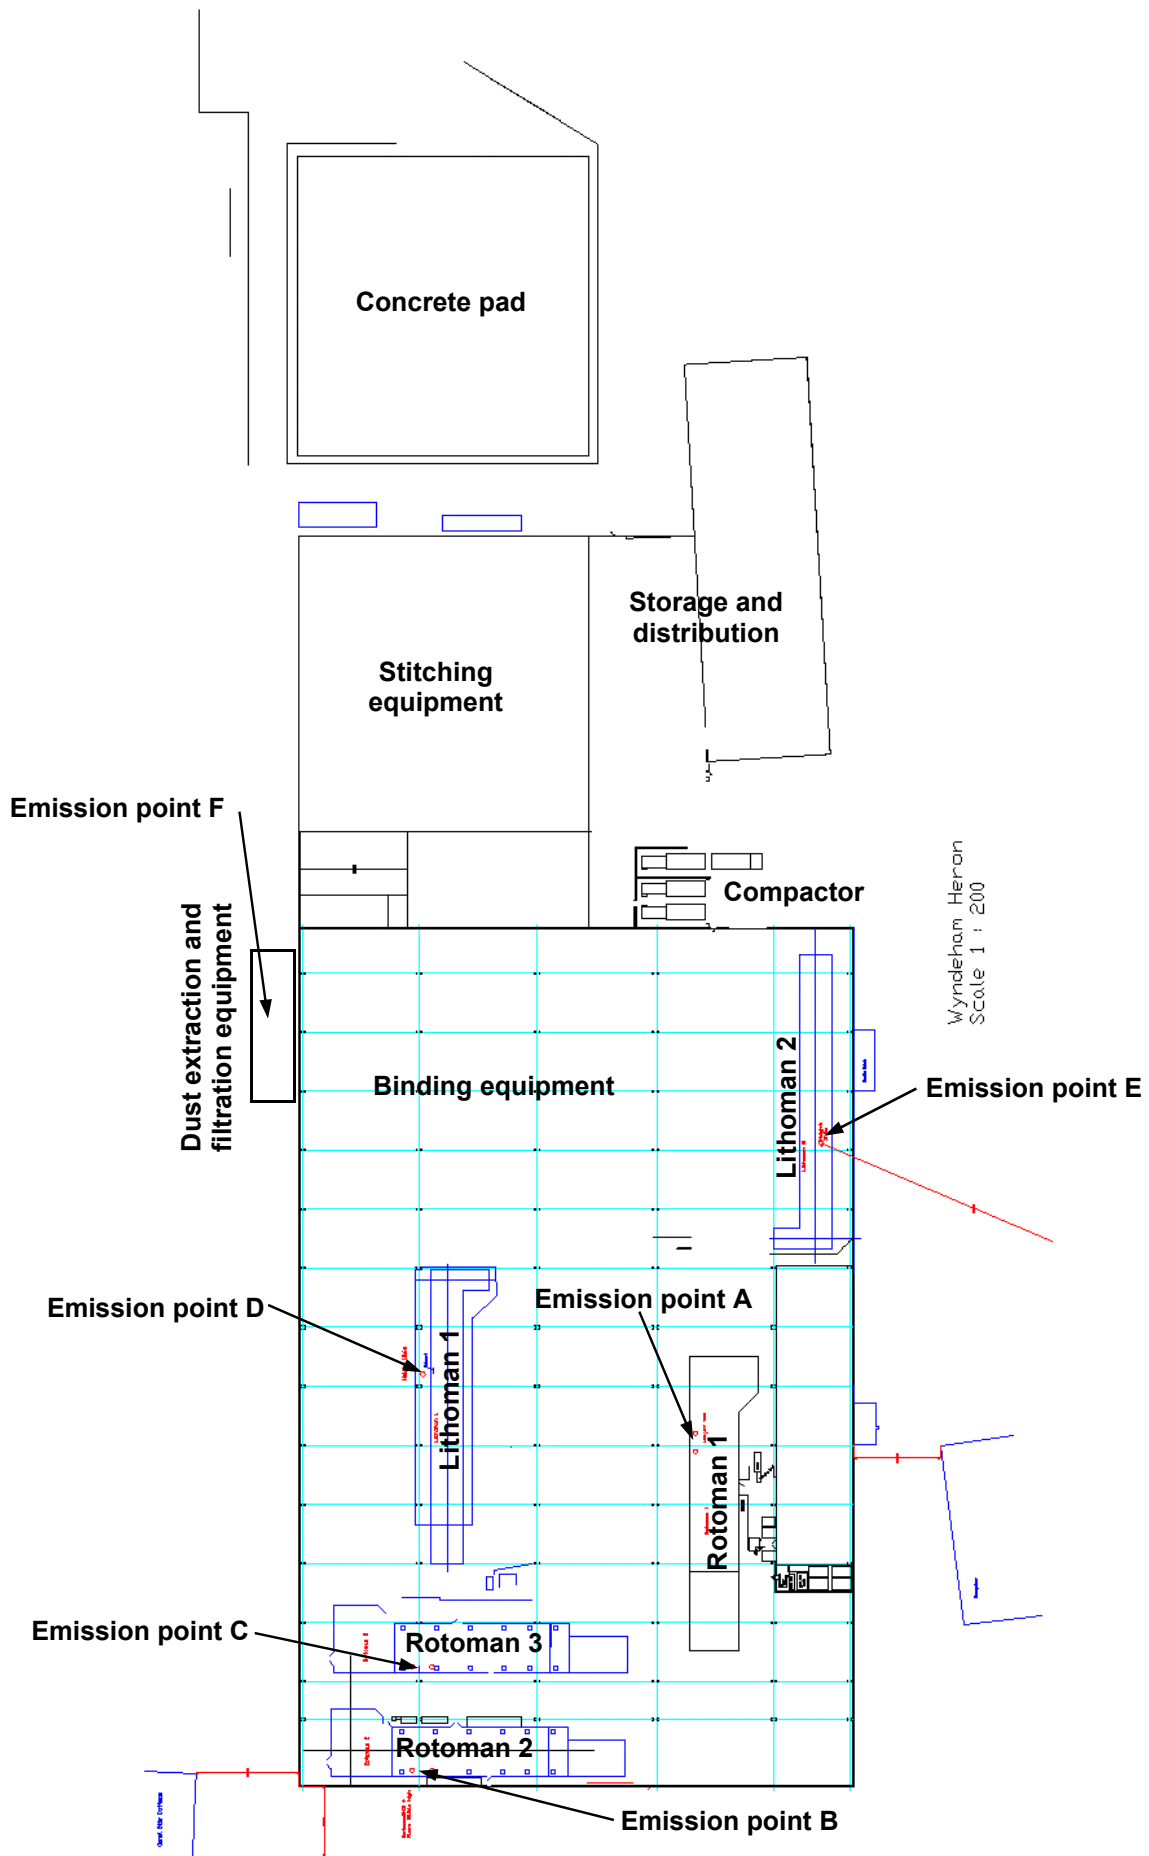 Concrete pad
Storage and
distribution
Stitching
equipment
Emission point F
Compactor
Wyndeham Heron
Scale 1 : 200
Dust extraction and
filtration equipment
Binding equipment
Lithoman 2
Emission point E
Emission point D
Emission point A
Lithoman 1
Rotoman 1
Emission point C
Rotoman 3
Rotoman 2
Emission point B